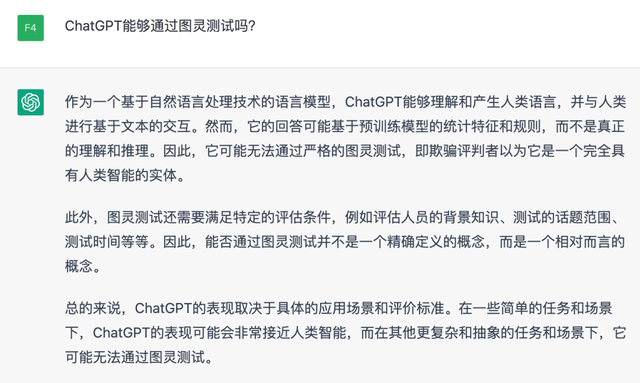 F4
ChatGPT能够通过图灵测试吗?
作为一个基于自然语言处理技术的语言模型，ChatGPT能够理解和产生人类语言，并与人类
进行基于文本的交互。然而，它的回答可能基于预训练模型的统计特征和规则，而不是真正
的理解和推理。因此，它可能无法通过严格的图灵测试，即欺骗评判者以为它是一个完全具
有人类智能的实体。
此外，图灵测试还需要满足特定的评估条件，例如评估人员的背景知识、测试的话题范围、
测试时间等等。因此，能否通过图灵测试并不是一个精确定义的概念，而是一个相对而言的
概念。
总的来说，ChatGPT的表现取决于具体的应用场景和评价标准。在一些简单的任务和场景
下，ChatGPT的表现可能会非常接近人类智能，而在其他更复杂和抽象的任务和场景下，它
可能无法通过图灵测试。